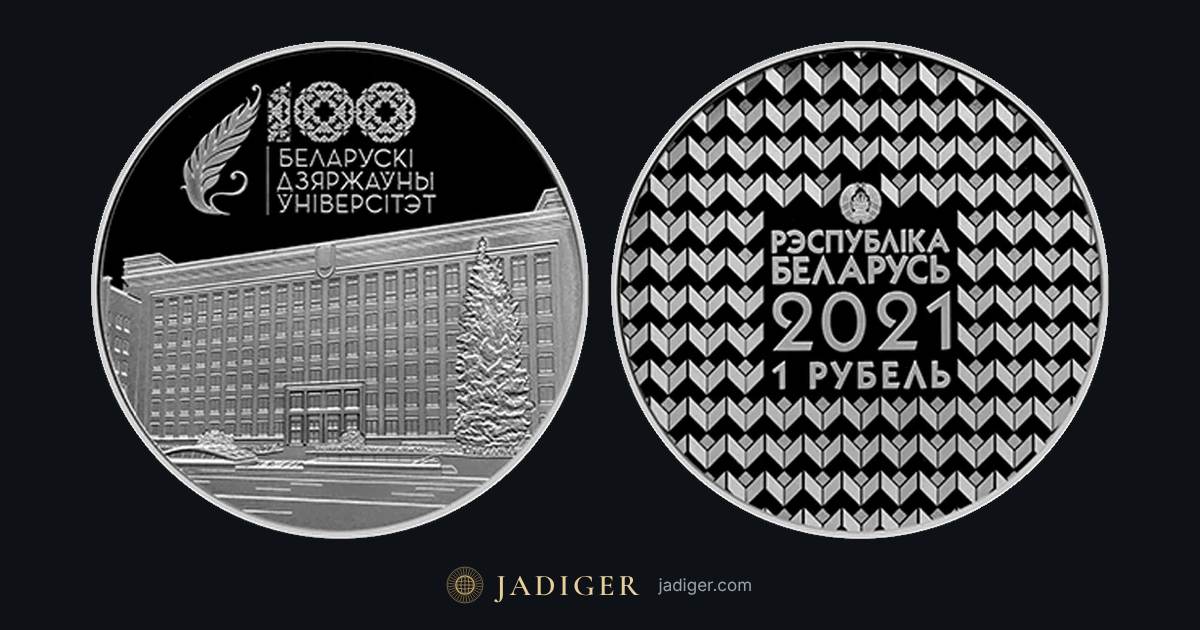 100
БЕЛАРУСКІ
ДЗЯРЖАЎНЫ
ЎНІВЕРСІТЭТ
РЭСПУБЛІКА
БЕЛАРУСЬ
2021
1 РУБЕЛЬ
JADIGER jadiger.com